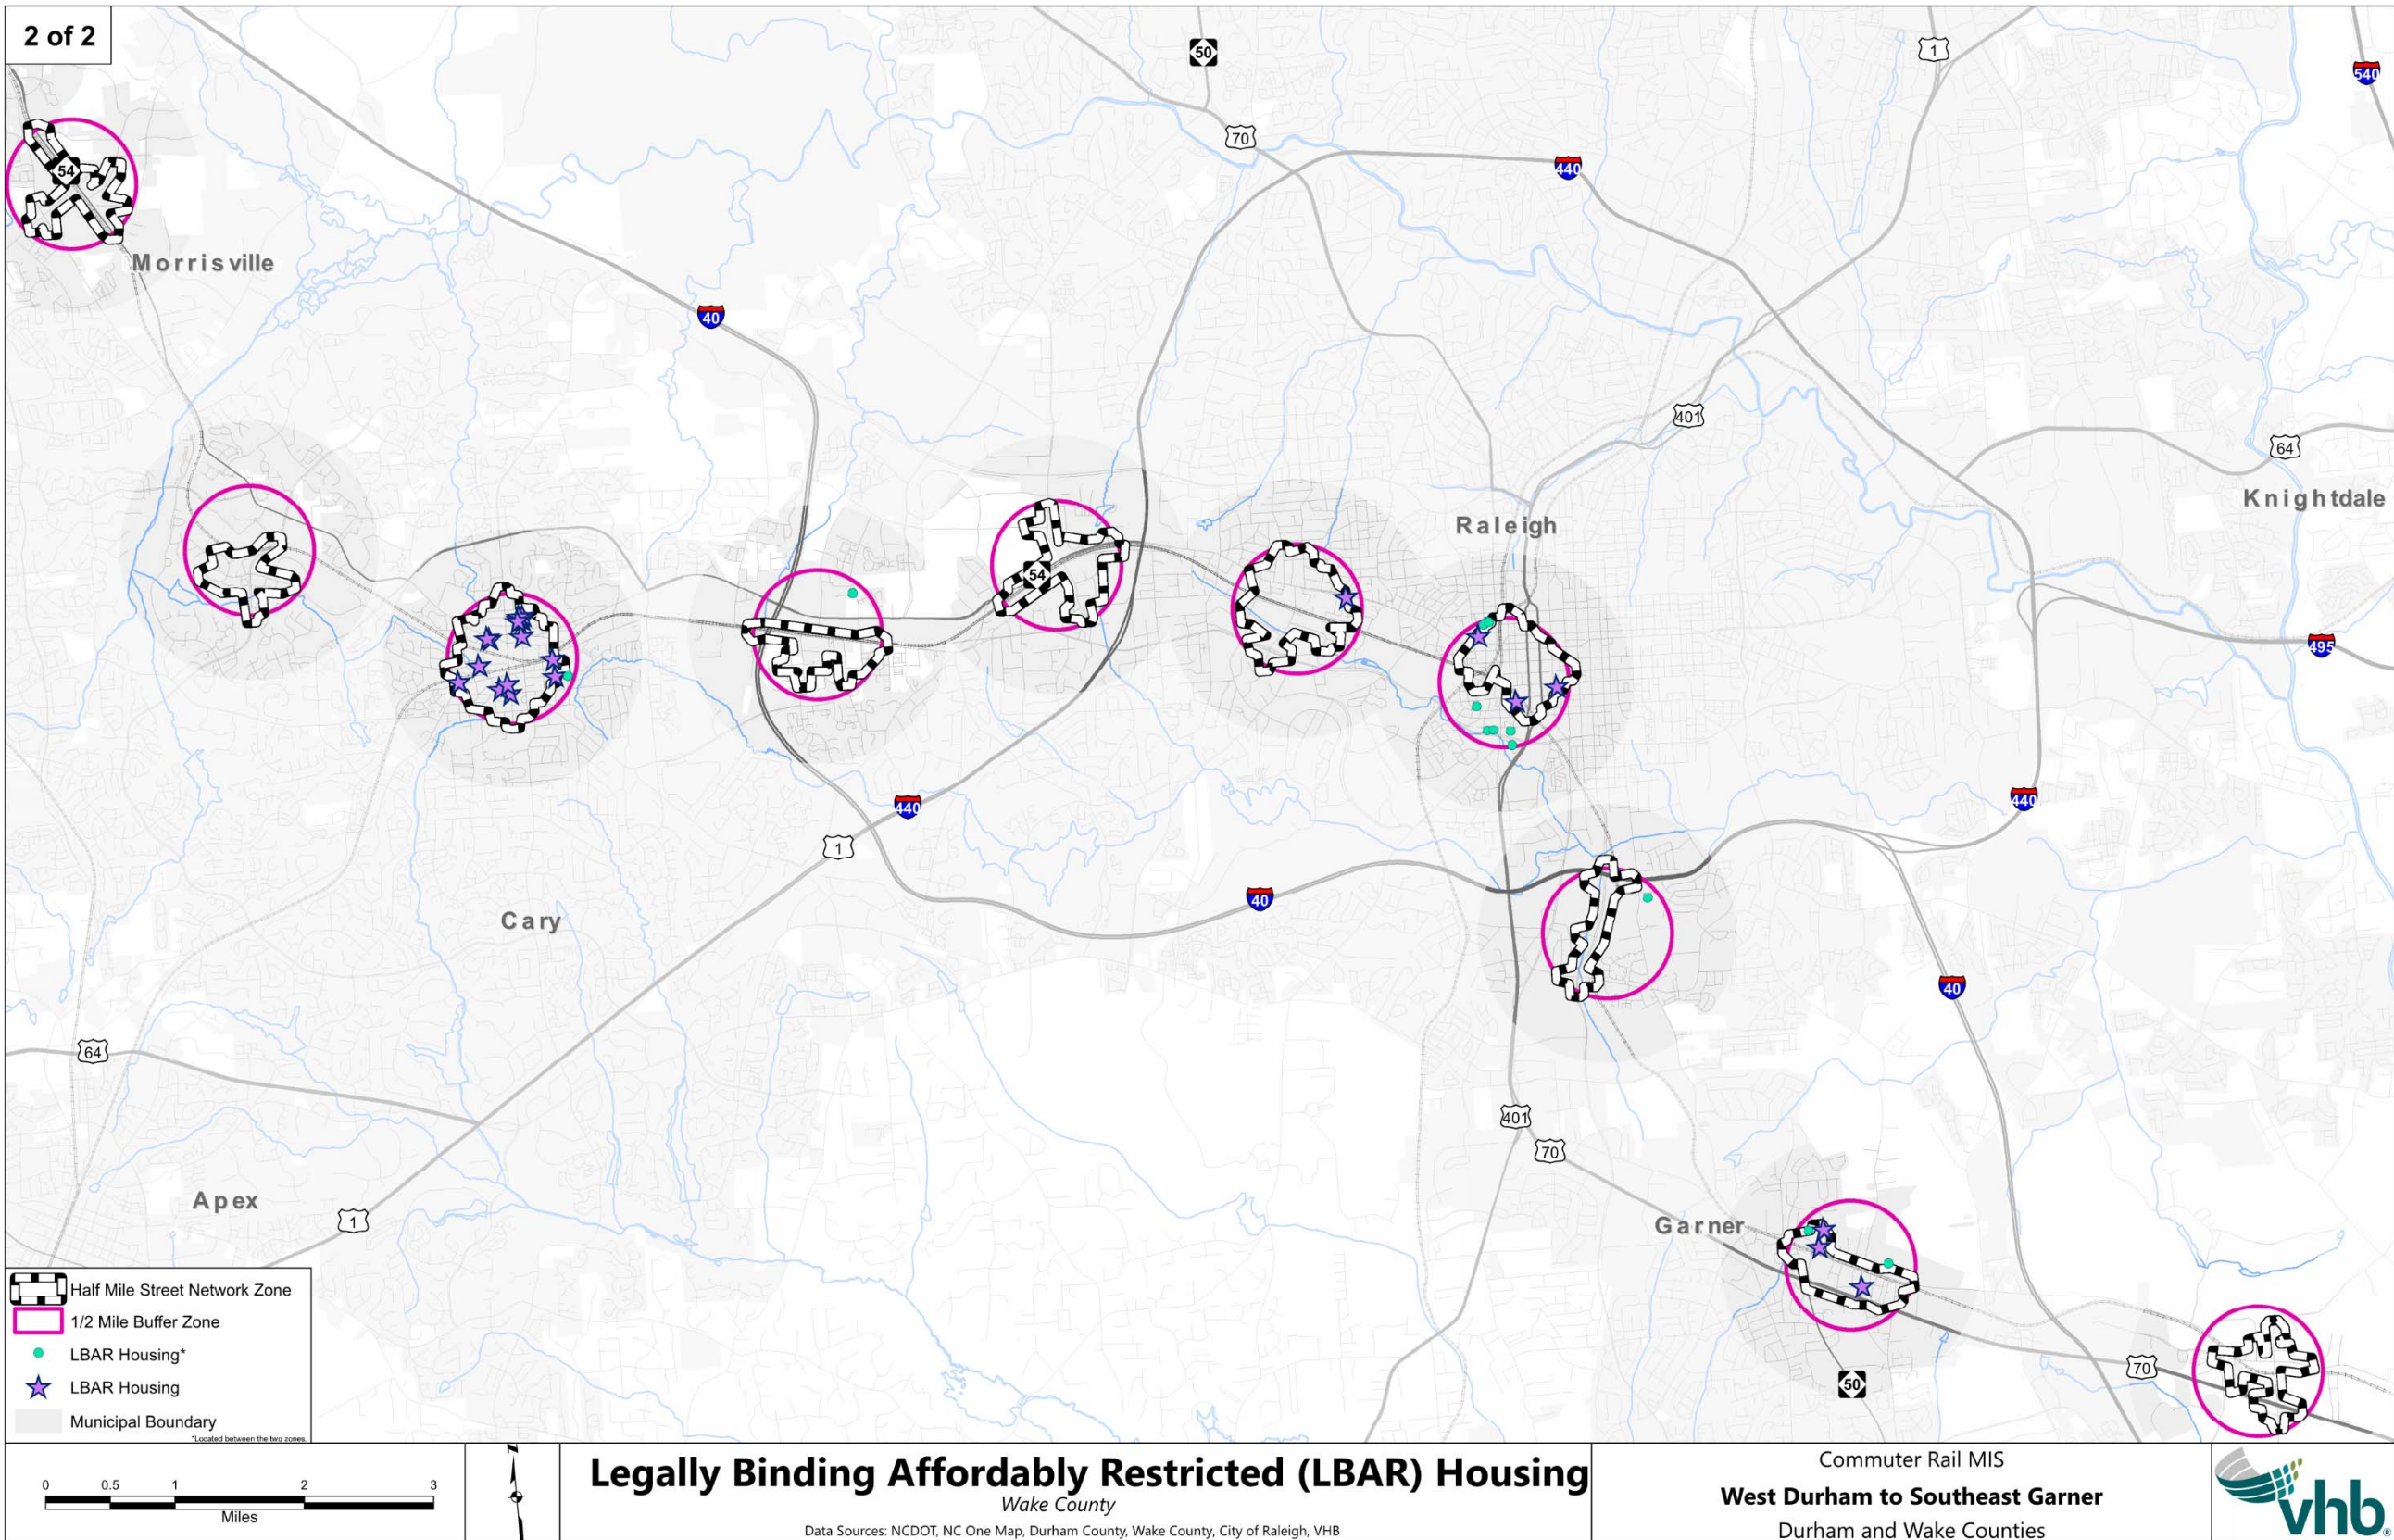 2 of 2
50
1
540
70
440
54
Morrisville
40
401
64
Knightdale
Raleigh
54
495
440
440
1
40
Cary
40
64
401
70
Apex
1
Garner
70
50
Half Mile Street Network Zone
1/2 Mile Buffer Zone
LBAR Housing*
LBAR Housing
Municipal Boundary
*Located between the two zones.
0 0.5 1 2 3
Miles
N
Legally Binding Affordably Restricted (LBAR) Housing
Wake County
Data Sources: NCDOT, NC One Map, Durham County, Wake County, City of Raleigh, VHB
Commuter Rail MIS
West Durham to Southeast Garner
Durham and Wake Counties
vhb®